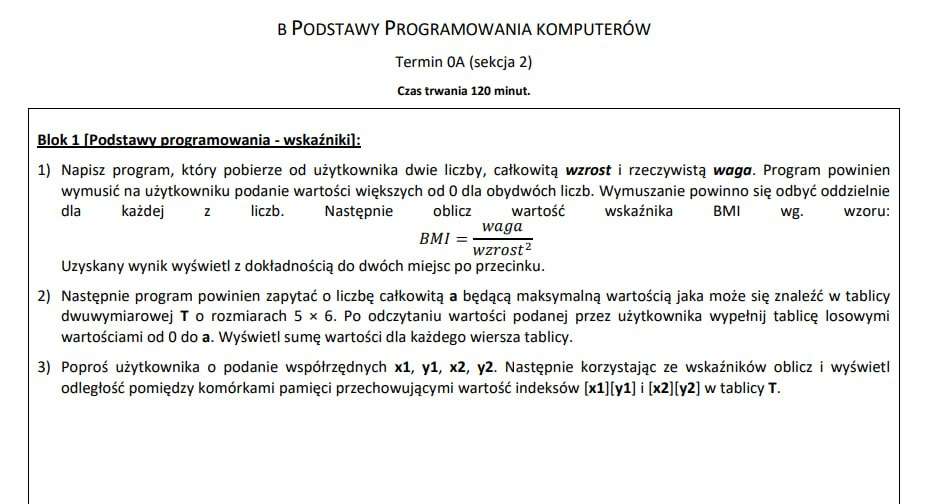 B PODSTAWY PROGRAMOWANIA KOMPUTERÓW
Termin 0A (sekcja 2)
Czas trwania 120 minut.
Blok 1 [Podstawy programowania - wskaźniki]:
1) Napisz program, który pobierze od użytkownika dwie liczby, całkowitą wzrost i rzeczywistą waga. Program powinien
wymusić na użytkowniku podanie wartości większych od 0 dla obydwóch liczb. Wymuszanie powinno się odbyć oddzielnie
dla każdej z liczb. Następnie oblicz wartość wskaźnika BMI wg. wzoru:
BMI = waga / wzrost²
Uzyskany wynik wyświetl z dokładnością do dwóch miejsc po przecinku.
2) Następnie program powinien zapytać o liczbę całkowitą a będącą maksymalną wartością jaka może się znaleźć w tablicy
dwuwymiarowej T o rozmiarach 5 × 6. Po odczytaniu wartości podanej przez użytkownika wypełnij tablicę losowymi
wartościami od 0 do a. Wyświetl sumę wartości dla każdego wiersza tablicy.
3) Poproś użytkownika o podanie współrzędnych x1, y1, x2, y2. Następnie korzystając ze wskaźników oblicz i wyświetl
odległość pomiędzy komórkami pamięci przechowującymi wartość indeksów [x1][y1] i [x2][y2] w tablicy T.